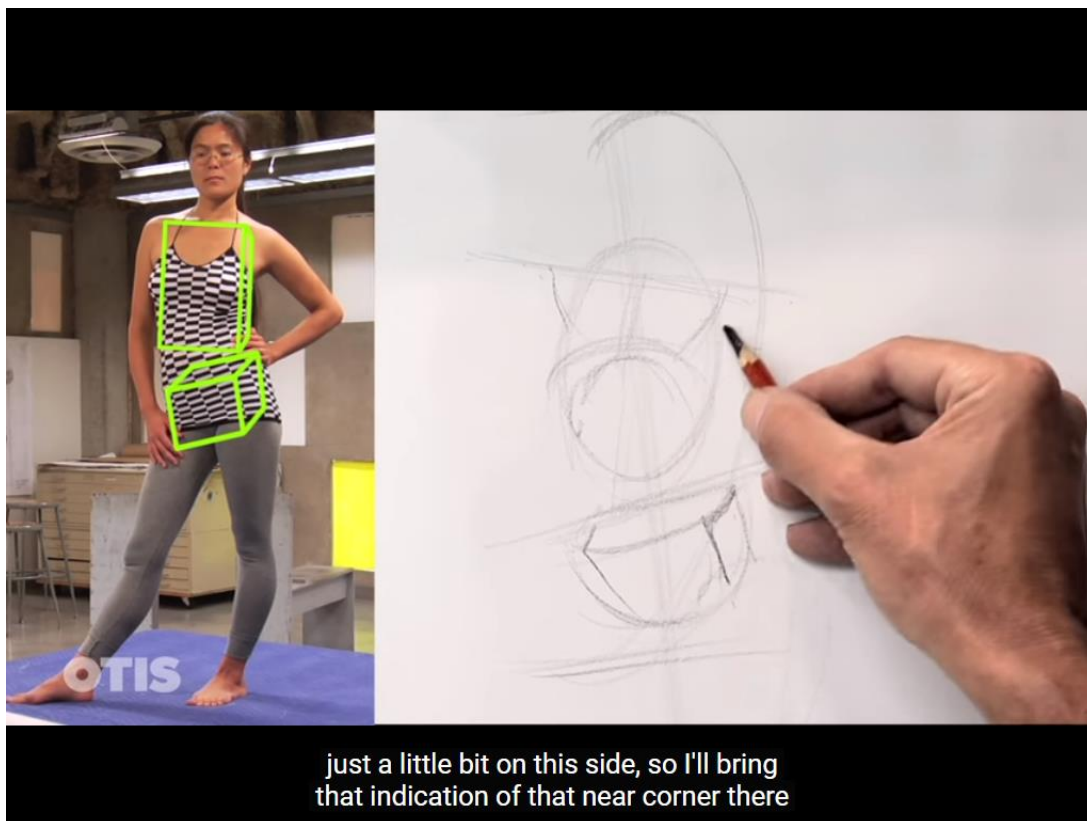 OTIS
just a little bit on this side, so I'll bring
that indication of that near corner there